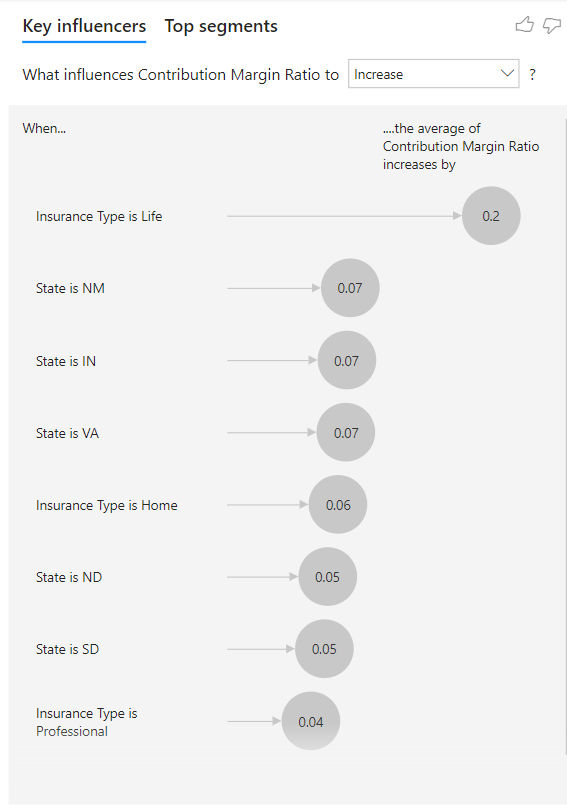 Key influencers Top segments
What influences Contribution Margin Ratio to Increase ?
When...
....the average of
Contribution Margin Ratio
increases by
Insurance Type is Life 0.2
State is NM 0.07
State is IN 0.07
State is VA 0.07
Insurance Type is Home 0.06
State is ND 0.05
State is SD 0.05
Insurance Type is
Professional
0.04